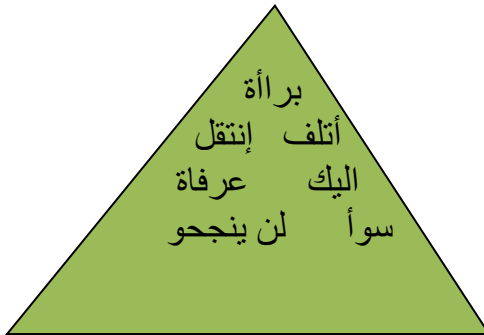 براأة
أتلف إنتقل
اليك عرفاة
سوأ لن ينجحو